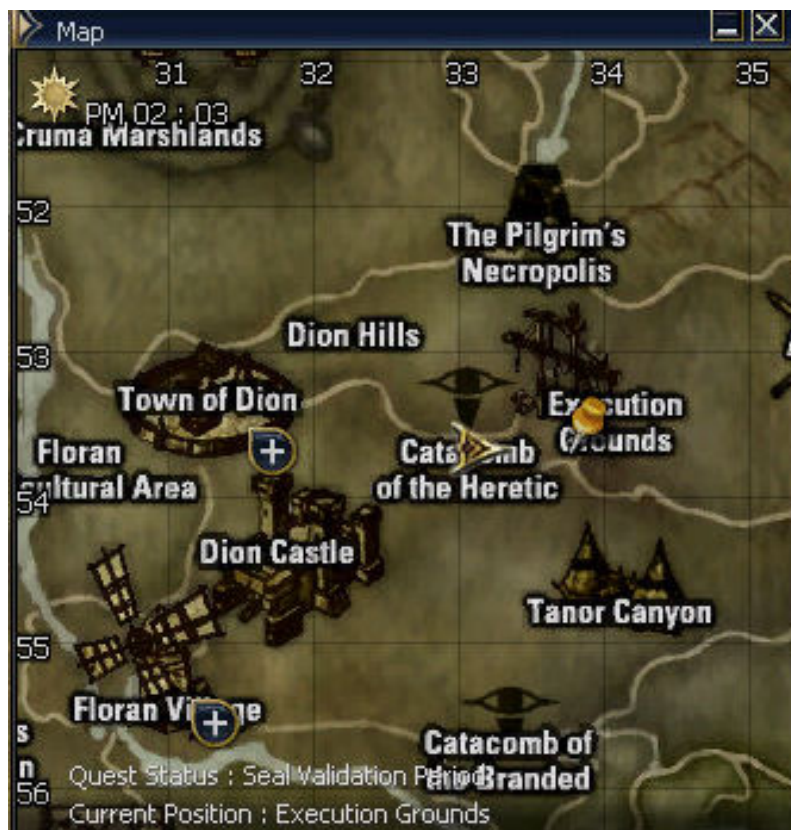 Map
31 32 33 34 35
PM 02 : 03
Cruma Marshlands
52
The Pilgrim's
Necropolis
Dion Hills
53
Town of Dion
Execution
Grounds
Floran
cultural Area
Catacomb
of the Heretic
54
Dion Castle
Tanor Canyon
55
Floran Village
Catacomb of
the Branded
Quest Status : Seal Validation Period
56
Current Position : Execution Grounds